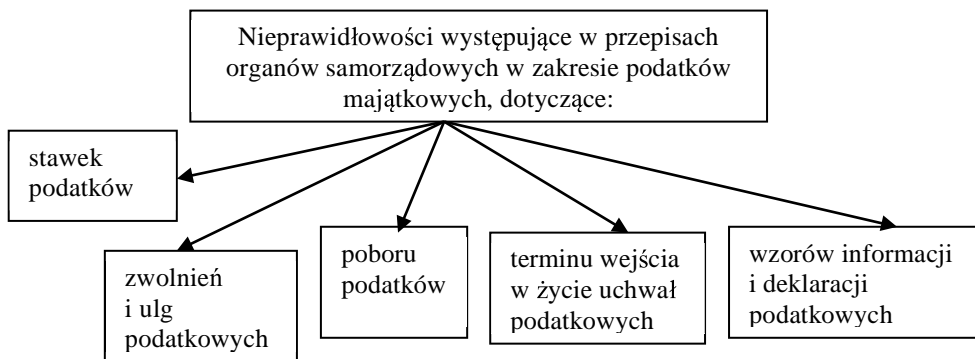 Nieprawidłowości występujące w przepisach
organów samorządowych w zakresie podatków
majątkowych, dotyczące:
stawek
podatków
zwolnień
i ulg
podatkowych
poboru
podatków
terminu wejścia
w życie uchwał
podatkowych
wzorów informacji
i deklaracji
podatkowych